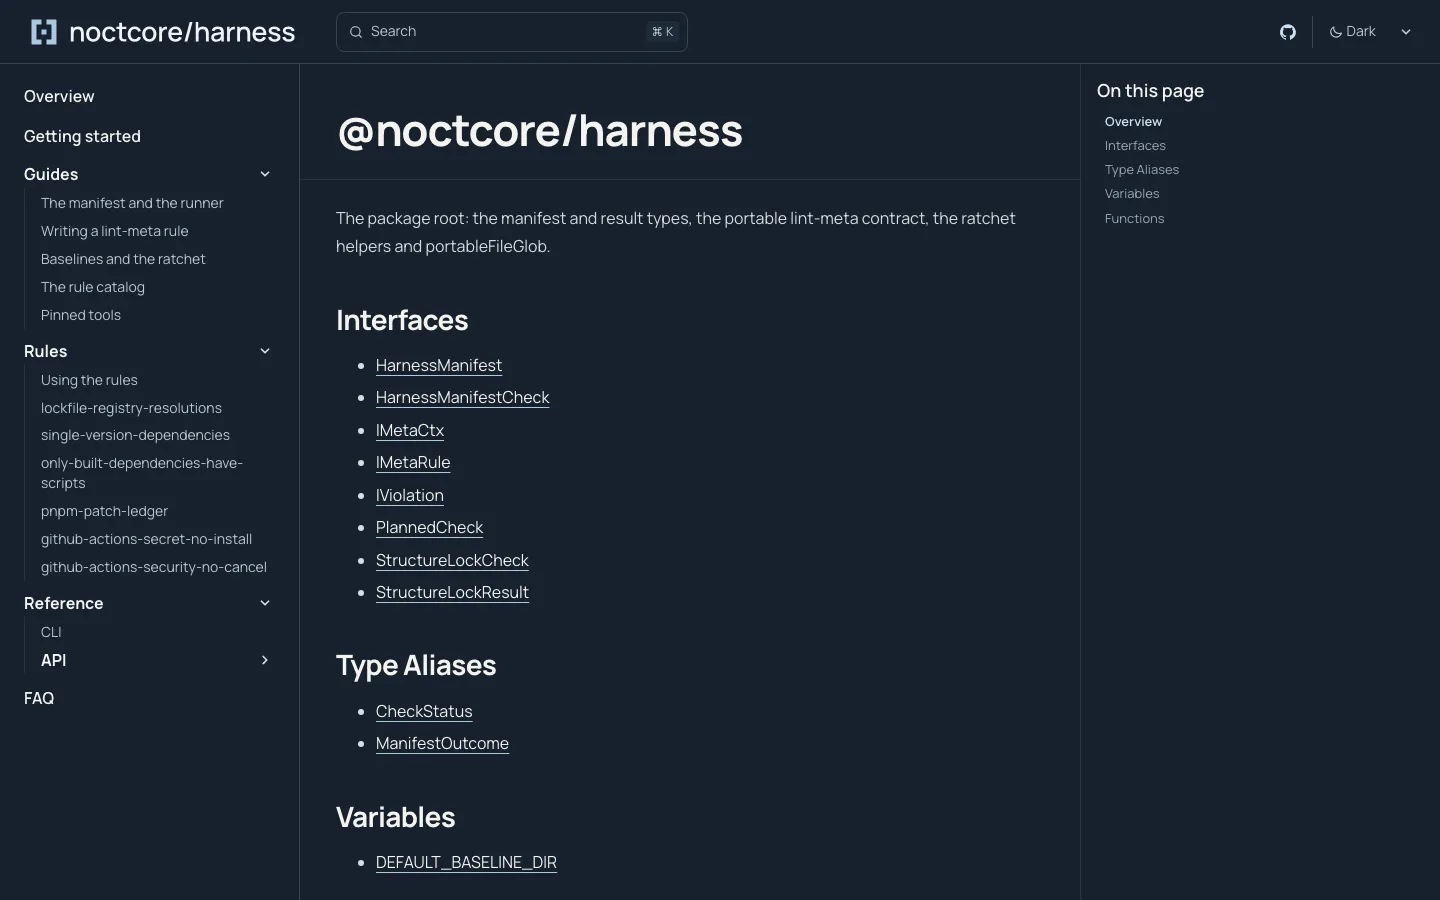 noctcore/harness
Search
⌘ K
Dark
Overview
Getting started
Guides
The manifest and the runner
Writing a lint-meta rule
Baselines and the ratchet
The rule catalog
Pinned tools
Rules
Using the rules
lockfile-registry-resolutions
single-version-dependencies
only-built-dependencies-have-
scripts
pnpm-patch-ledger
github-actions-secret-no-install
github-actions-security-no-cancel
Reference
CLI
API
FAQ
@noctcore/harness
The package root: the manifest and result types, the portable lint-meta contract, the ratchet
helpers and portableFileGlob.
Interfaces
HarnessManifest
HarnessManifestCheck
IMetaCtx
IMetaRule
IViolation
PlannedCheck
StructureLockCheck
StructureLockResult
Type Aliases
CheckStatus
ManifestOutcome
Variables
DEFAULT_BASELINE_DIR
On this page
Overview
Interfaces
Type Aliases
Variables
Functions